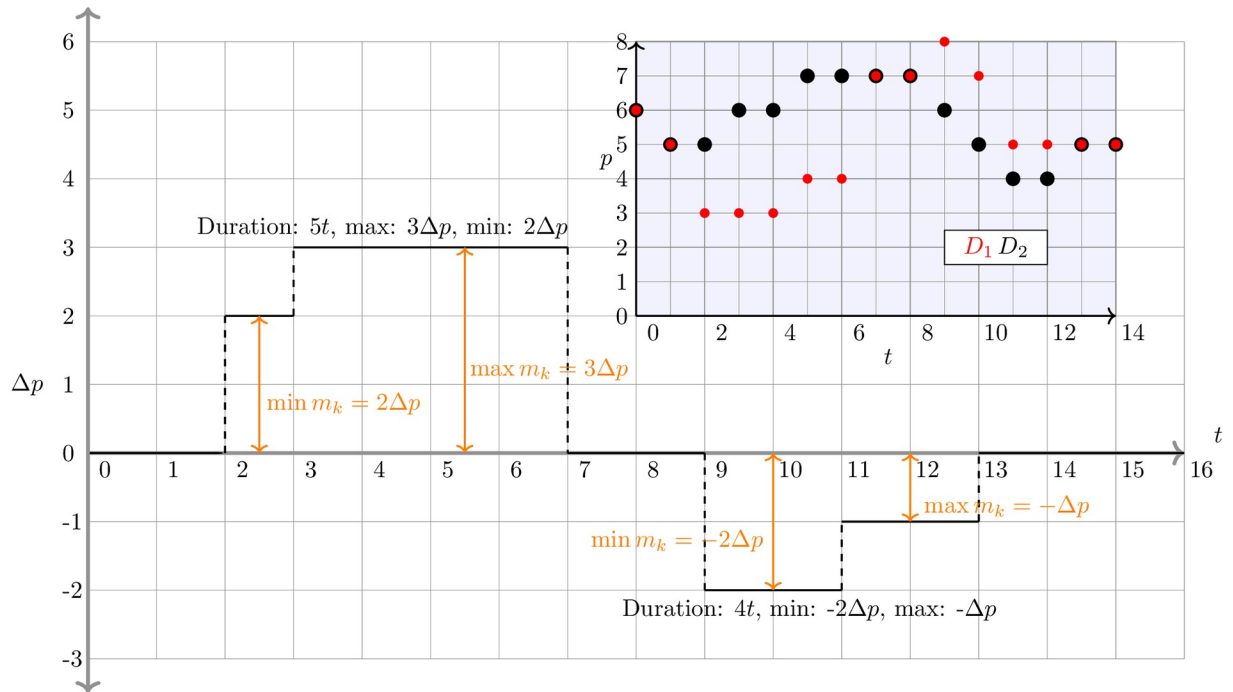 6
5
4
3
2
1
0
-1
-2
-3
Δp
0 1 2 3 4 5 6 7 8 9 10 11 12 13 14 15 16
t
Duration: 5t, max: 3Δp, min: 2Δp
min m_k = 2Δp
max m_k = 3Δp
min m_k = −2Δp
max m_k = −Δp
Duration: 4t, min: -2Δp, max: -Δp
8
7
6
5
4
3
2
1
0
p
0 2 4 6 8 10 12 14
t
D_1 D_2